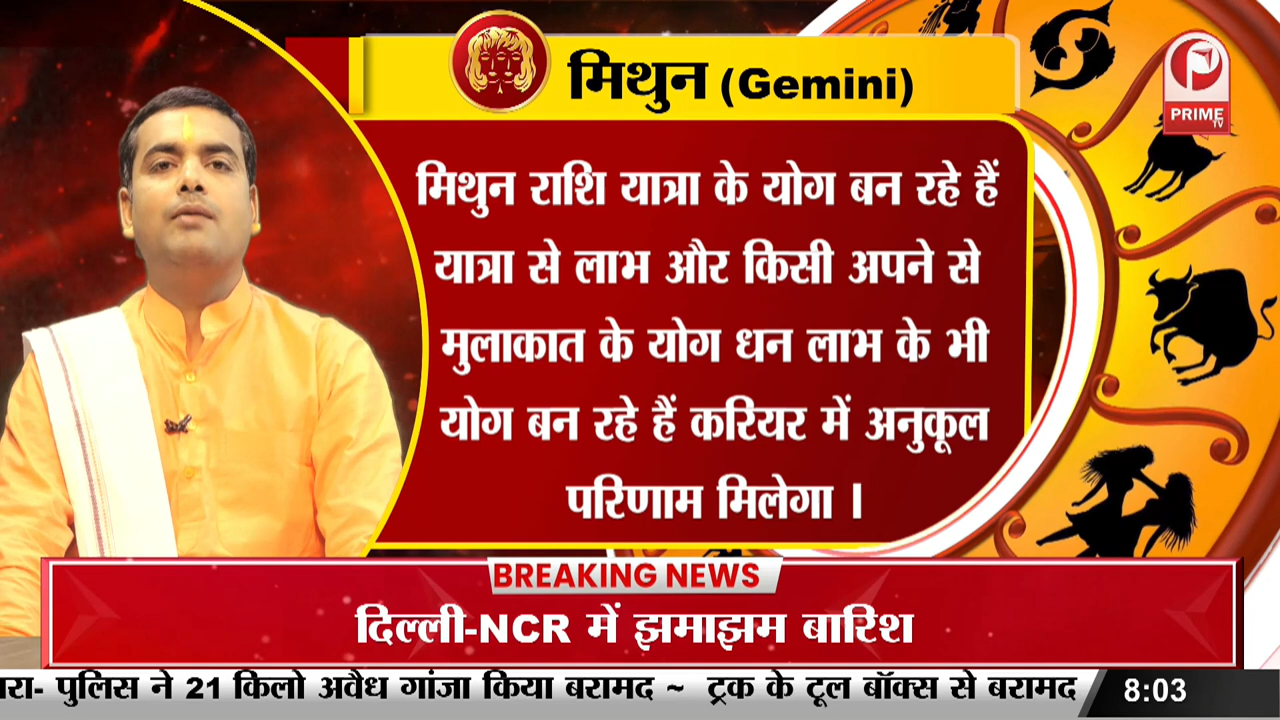 मिथुन (Gemini)
PRIME
TV
मिथुन राशि यात्रा के योग बन रहे हैं
यात्रा से लाभ और किसी अपने से
मुलाकात के योग धन लाभ के भी
योग बन रहे हैं करियर में अनुकूल
परिणाम मिलेगा ।
BREAKING NEWS
दिल्ली-NCR में झमाझम बारिश
रा- पुलिस ने 21 किलो अवैध गांजा किया बरामद ~ ट्रक के टूल बॉक्स से बरामद
8:03